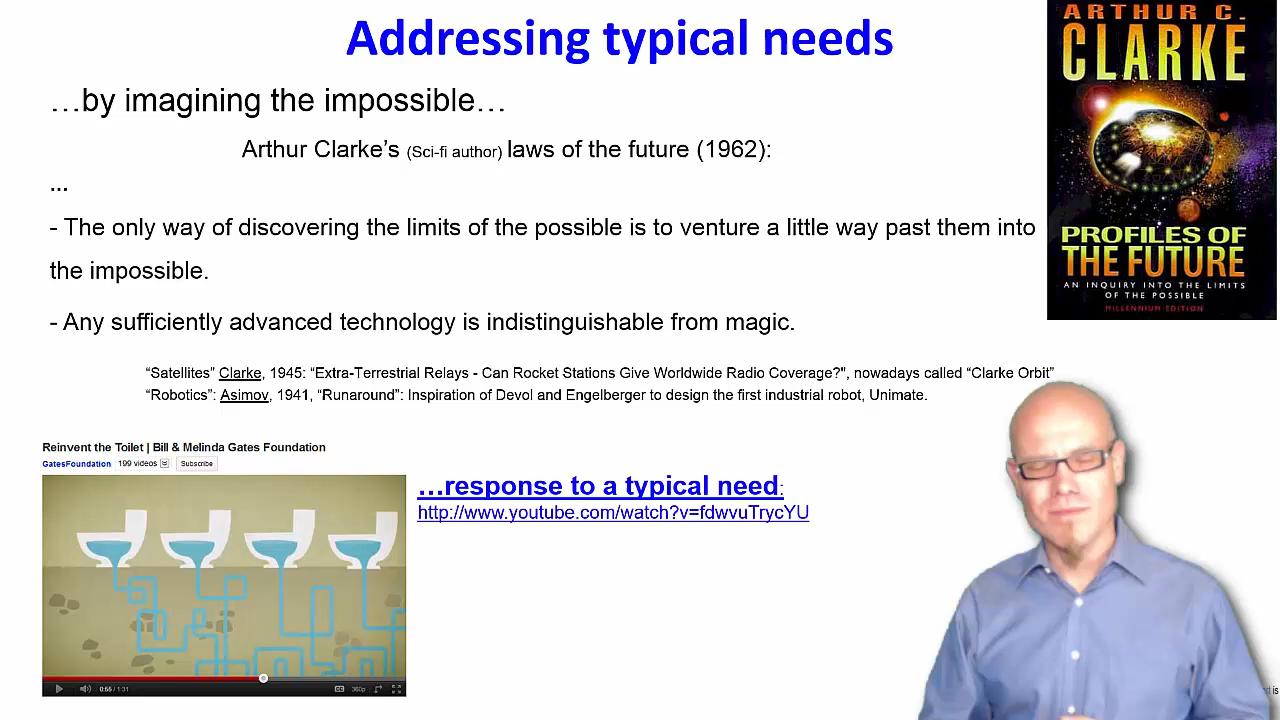 Addressing typical needs
…by imagining the impossible…
Arthur Clarke’s (Sci-fi author) laws of the future (1962):
...
- The only way of discovering the limits of the possible is to venture a little way past them into
the impossible.
- Any sufficiently advanced technology is indistinguishable from magic.
“Satellites” Clarke, 1945: “Extra-Terrestrial Relays - Can Rocket Stations Give Worldwide Radio Coverage?", nowadays called “Clarke Orbit”
“Robotics”: Asimov, 1941, “Runaround”: Inspiration of Devol and Engelberger to design the first industrial robot, Unimate.
ARTHUR C.
CLARKE
PROFILES OF
THE FUTURE
AN INQUIRY INTO THE LIMITS
OF THE POSSIBLE
MILLENNIUM EDITION
Reinvent the Toilet | Bill & Melinda Gates Foundation
GatesFoundation 199 videos Subscribe
…response to a typical need:
http://www.youtube.com/watch?v=fdwvuTrycYU
0:55 / 1:31 CC 360p